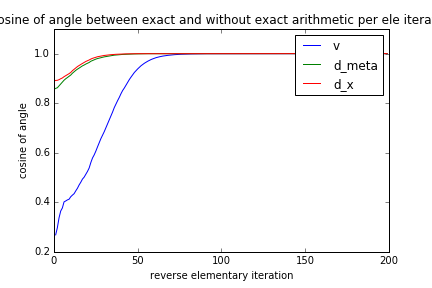 osine of angle between exact and without exact arithmetic per ele itera
v
d_meta
d_x
cosine of angle
1.0
0.8
0.6
0.4
0.2
0
50
100
150
200
reverse elementary iteration